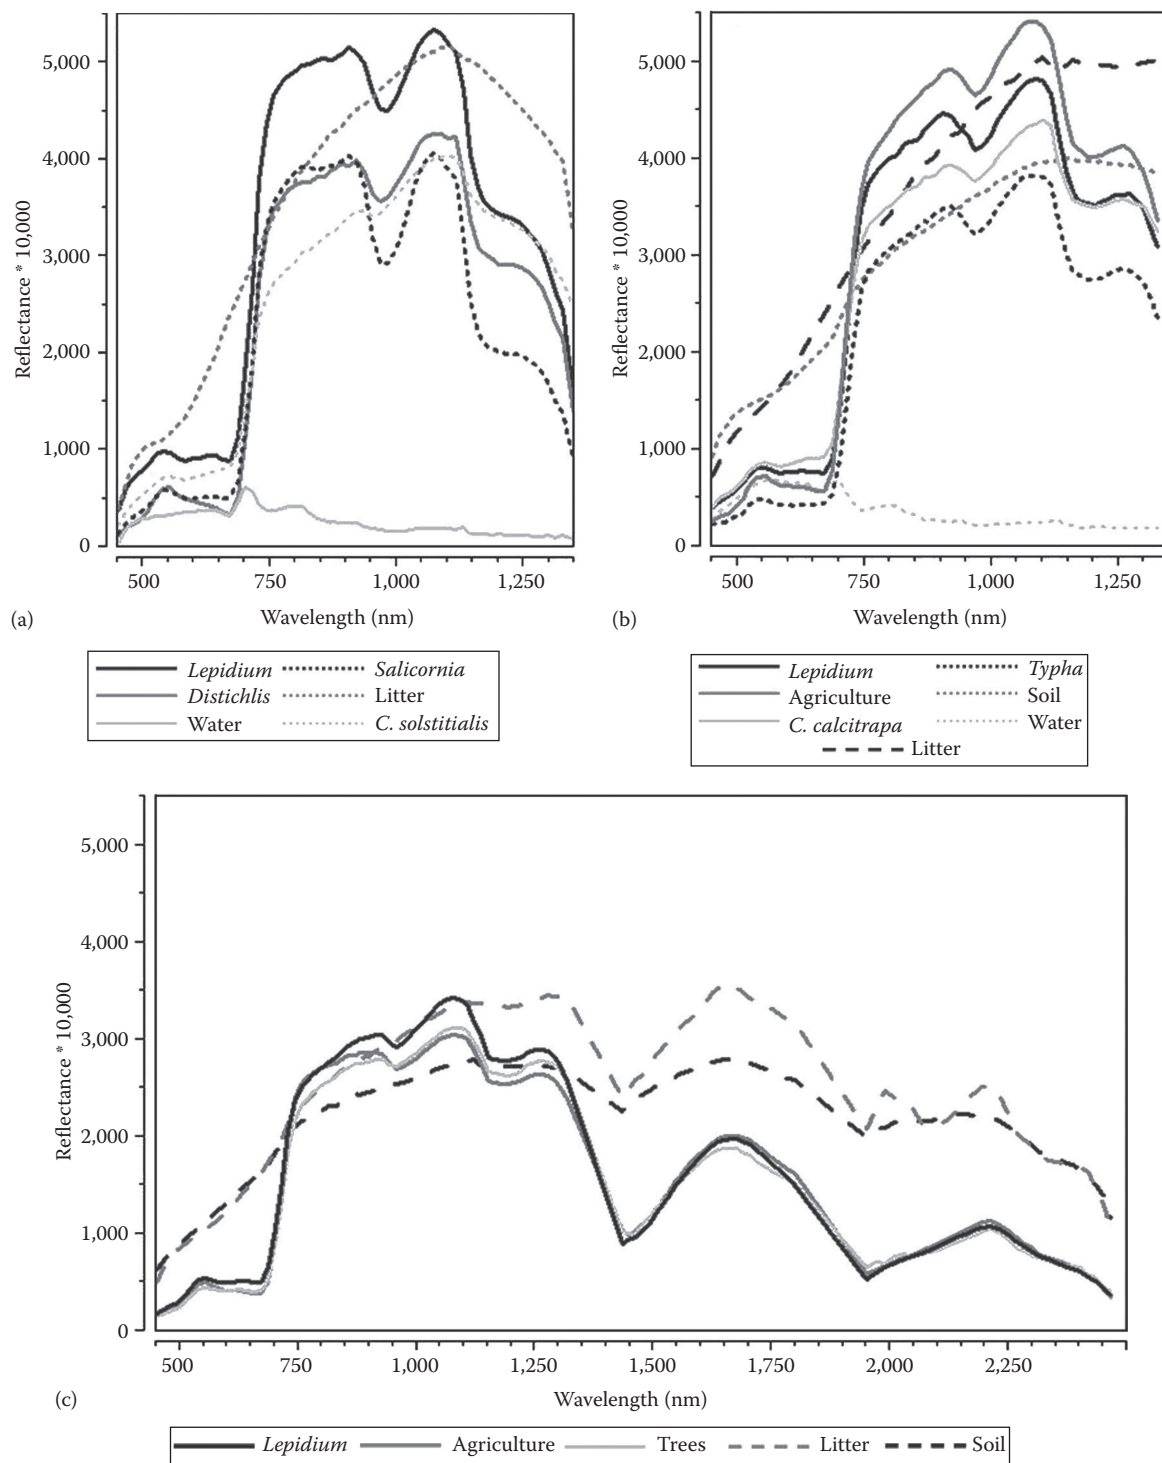 5,000
4,000
3,000
2,000
1,000
0
Reflectance * 10,000
500 750 1,000 1,250
Wavelength (nm)
(a)
Lepidium Salicornia
Distichlis Litter
Water C. solstitialis
5,000
4,000
3,000
2,000
1,000
0
Reflectance * 10,000
500 750 1,000 1,250
Wavelength (nm)
(b)
Lepidium Typha
Agriculture Soil
C. calcitrapa Water
Litter
5,000
4,000
3,000
2,000
1,000
0
Reflectance * 10,000
500 750 1,000 1,250 1,500 1,750 2,000 2,250
Wavelength (nm)
(c)
Lepidium Agriculture Trees Litter Soil